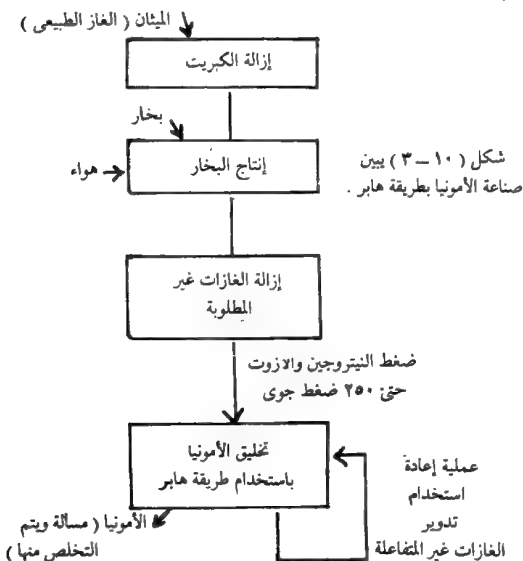 الميثان ( الغاز الطبيعى )
إزالة الكبريت
بخار
هواء
إنتاج البخار
شكل ( ١٠ – ٣ ) يبين
صناعة الأمونيا بطريقة هابر .
إزالة الغازات غير
المطلوبة
ضغط النيتروجين والازوت
حتى ٢٥٠ ضغط جوى
تخليق الأمونيا
باستخدام طريقة هابر
عملية إعادة
استخدام
تدوير
الغازات غير المتفاعلة
الأمونيا ( مسألة ويتم
التخلص منها )